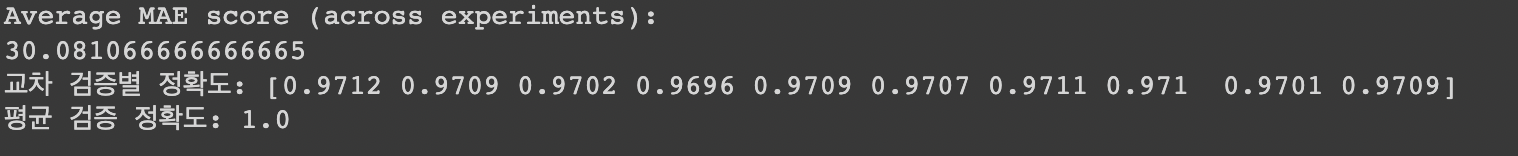 Average MAE score (across experiments):
30.081066666666665
교차 검증별 정확도: [0.9712 0.9709 0.9702 0.9696 0.9709 0.9707 0.9711 0.971  0.9701 0.9709]
평균 검증 정확도: 1.0